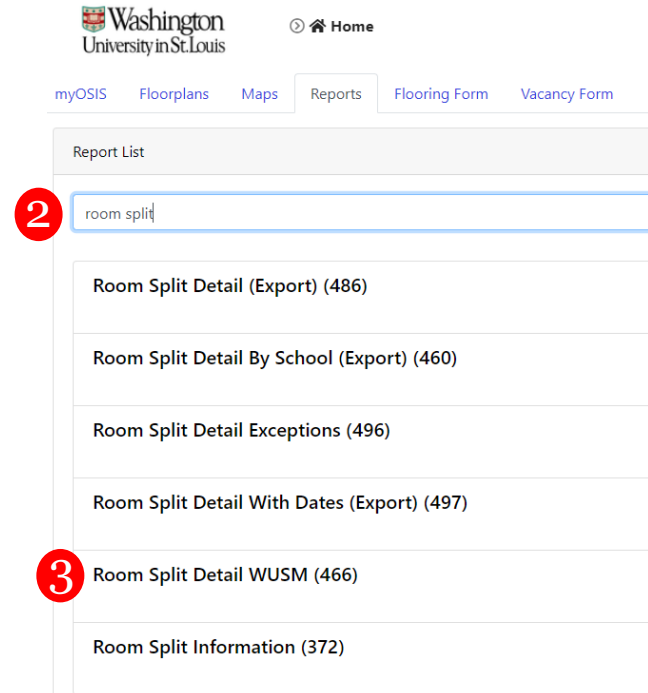 Washington
University in St. Louis
Home
myOSIS Floorplans Maps Reports Flooring Form Vacancy Form
Report List
2
room split
Room Split Detail (Export) (486)
Room Split Detail By School (Export) (460)
Room Split Detail Exceptions (496)
Room Split Detail With Dates (Export) (497)
3
Room Split Detail WUSM (466)
Room Split Information (372)